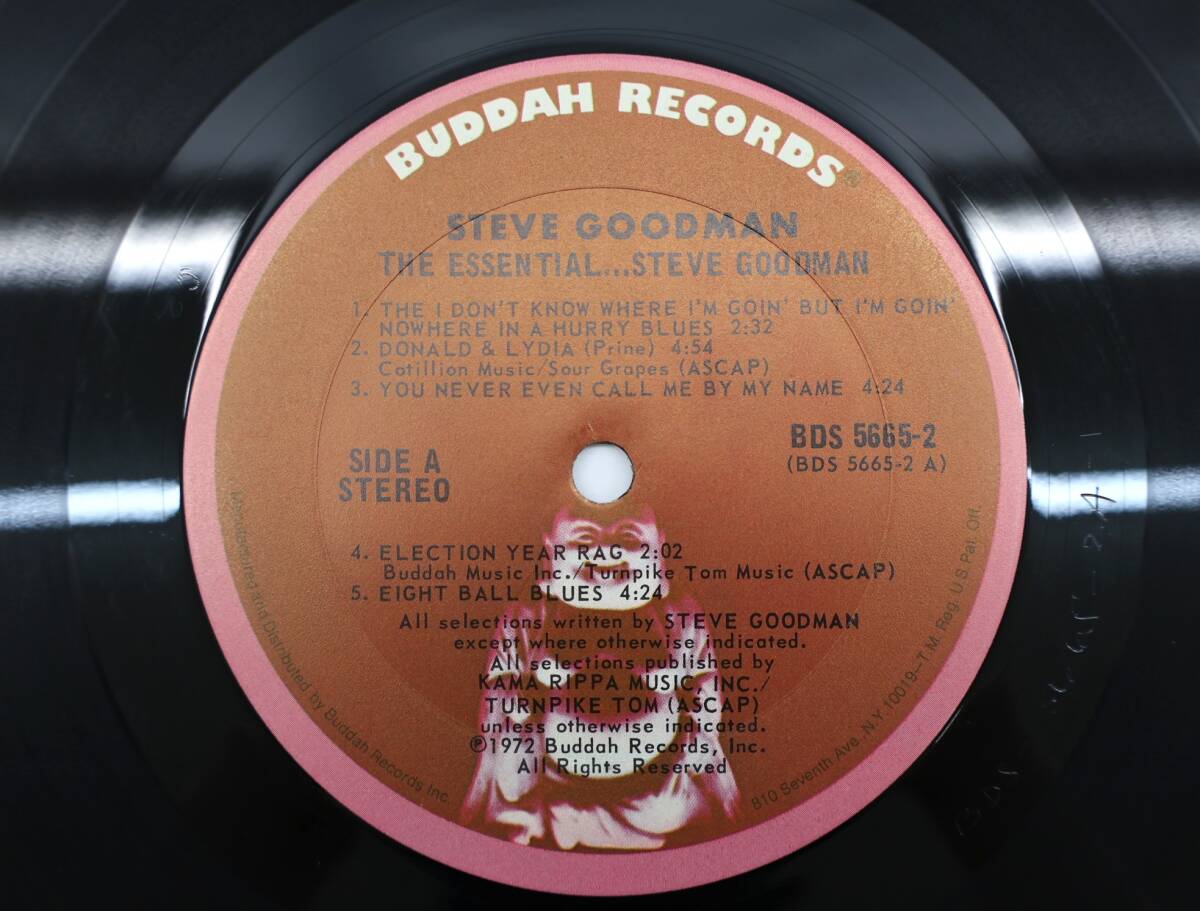 BUDDAH RECORDS®
STEVE GOODMAN
THE ESSENTIAL...STEVE GOODMAN
1. THE I DON'T KNOW WHERE I'M GOIN' BUT I'M GOIN'
NOWHERE IN A HURRY BLUES 2:32
2. DONALD & LYDIA (Prine) 4:54
Cotillion Music/Sour Grapes (ASCAP)
3. YOU NEVER EVEN CALL ME BY MY NAME 4:24
SIDE A
STEREO
BDS 5665-2
(BDS 5665-2 A)
4. ELECTION YEAR RAG 2:02
Buddah Music Inc./Turnpike Tom Music (ASCAP)
5. EIGHT BALL BLUES 4:24
All selections written by STEVE GOODMAN
except where otherwise indicated.
All selections published by
KAMA RIPPA MUSIC, INC./
TURNPIKE TOM (ASCAP)
unless otherwise indicated.
℗1972 Buddah Records, Inc.
All Rights Reserved
Manufactured and Distributed by Buddah Records Inc.
810 Seventh Ave., N.Y. 10019—T.M. Reg. U.S. Pat. Off.